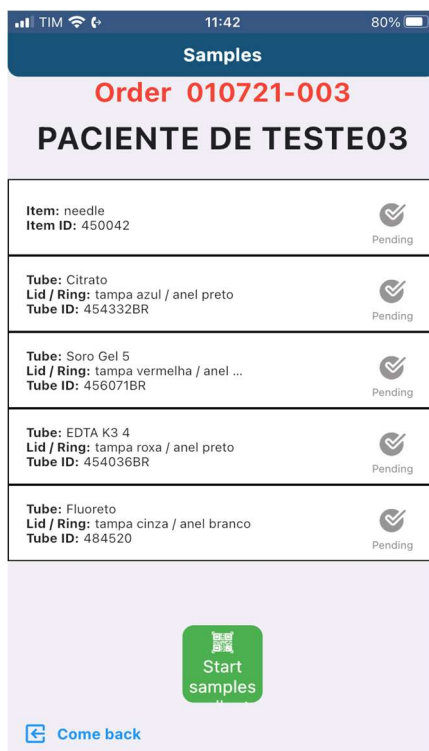 TIM 11:42 80%
Samples
Order 010721-003
PACIENTE DE TESTE03
Item: needle
Item ID: 450042
Pending
Tube: Citrato
Lid / Ring: tampa azul / anel preto
Tube ID: 454332BR
Pending
Tube: Soro Gel 5
Lid / Ring: tampa vermelha / anel ...
Tube ID: 456071BR
Pending
Tube: EDTA K3 4
Lid / Ring: tampa roxa / anel preto
Tube ID: 454036BR
Pending
Tube: Fluoreto
Lid / Ring: tampa cinza / anel branco
Tube ID: 484520
Pending
Start
samples
Come back